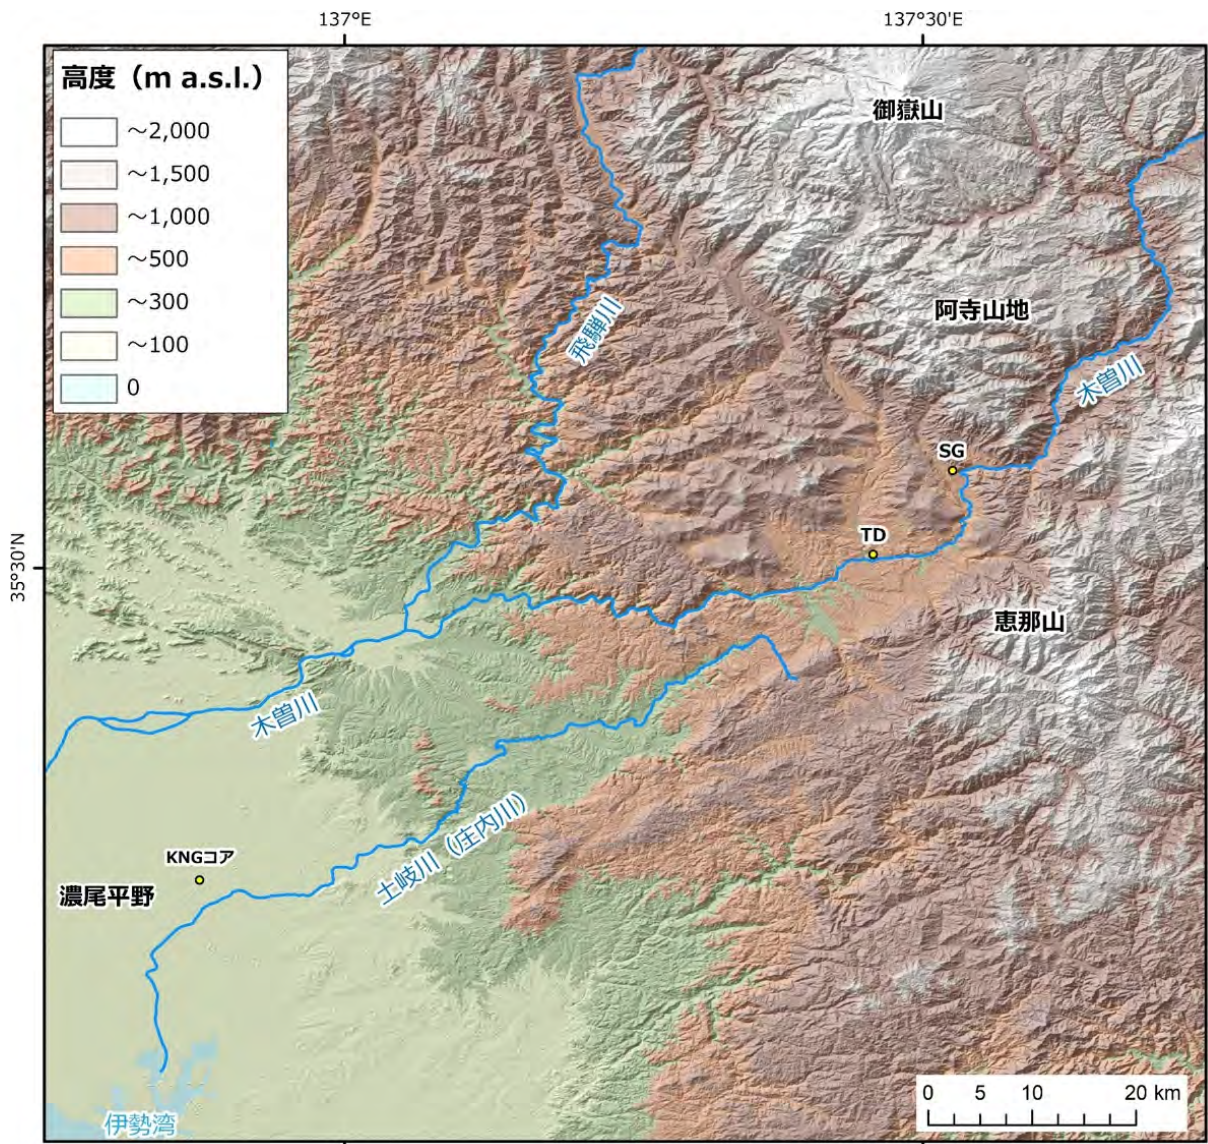 137°E
137°30'E
高度（m a.s.l.）
～2,000
～1,500
～1,000
～500
～300
～100
0
御嶽山
飛騨川
阿寺山地
木曽川
SG
TD
35°30'N
恵那山
木曽川
土岐川（庄内川）
KNGコア
濃尾平野
伊勢湾
0 5 10 20 km